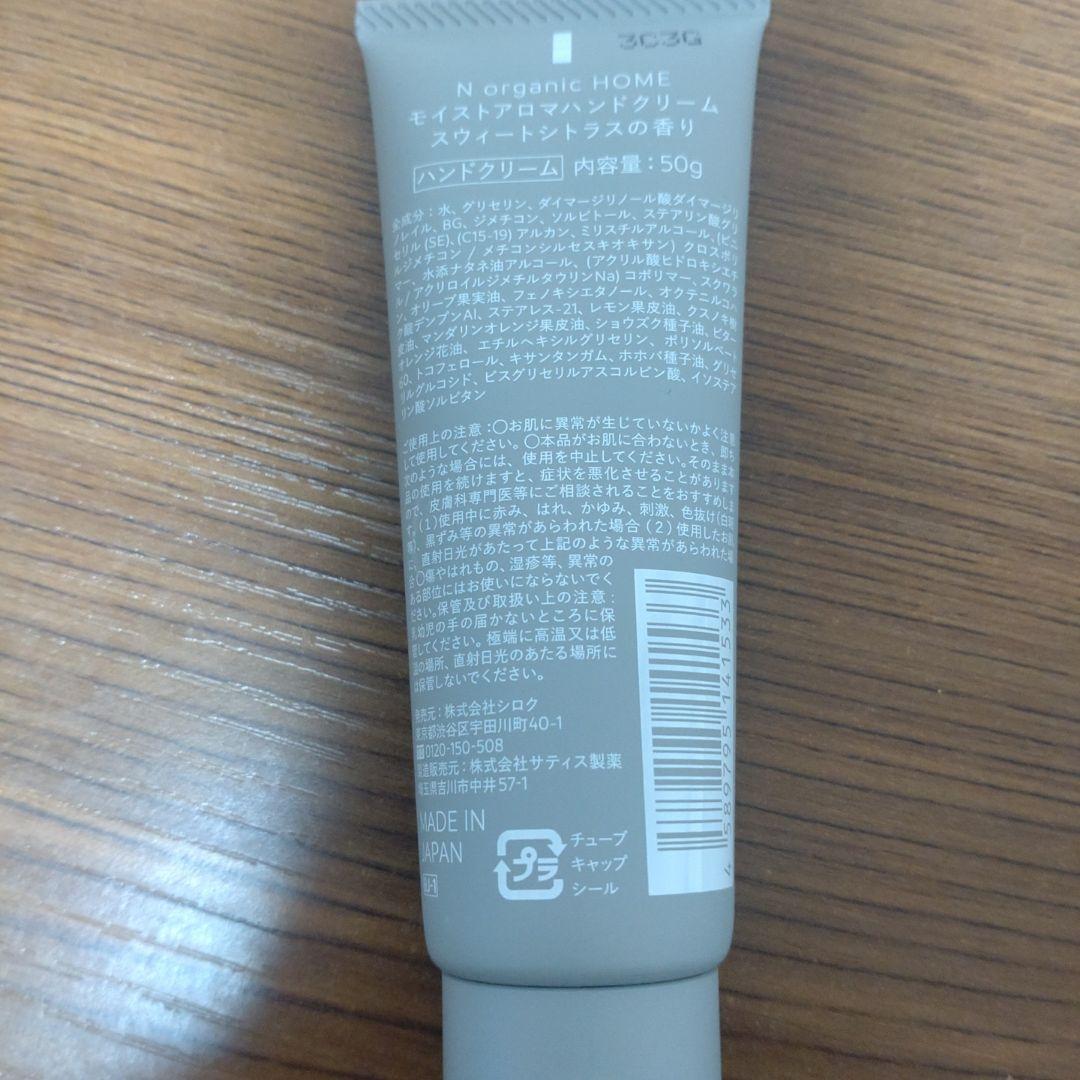 3C3G
N organic HOME
モイストアロマハンドクリーム
スウィートシトラスの香り
ハンドクリーム 内容量：50g
全成分：水、グリセリン、ダイマージリノール酸ダイマージリ
ノレイル、BG、ジメチコン、ソルビトール、ステアリン酸グリ
セリル(SE)、(C15-19)アルカン、ミリスチルアルコール、(ビニ
ルジメチコン / メチコンシルセスキオキサン) クロスポリ
マー、水添ナタネ油アルコール、(アクリル酸ヒドロキシエチ
ル / アクリロイルジメチルタウリンNa) コポリマー、スクワラ
ン、オリーブ果実油、フェノキシエタノール、オクテニルコハ
ク酸デンプンAl、ステアレス-21、レモン果皮油、クスノキ樹
皮油、マンダリンオレンジ果皮油、ショウズク種子油、ビター
オレンジ花油、エチルヘキシルグリセリン、ポリソルベート
60、トコフェロール、キサンタンガム、ホホバ種子油、グリセ
リルグルコシド、ビスグリセリルアスコルビン酸、イソステア
リン酸ソルビタン
ご使用上の注意：〇お肌に異常が生じていないかよく注意
して使用してください。〇本品がお肌に合わないとき、即ち
次のような場合には、使用を中止してください。そのまま本
品の使用を続けますと、症状を悪化させることがあります
ので、皮膚科専門医等にご相談されることをおすすめしま
す。(1)使用中に赤み、はれ、かゆみ、刺激、色抜け(白斑
等)、黒ずみ等の異常があらわれた場合(2)使用したお肌
に、直射日光があたって上記のような異常があらわれた場
合〇傷やはれもの、湿疹等、異常の
ある部位にはお使いにならないでく
ださい。保管及び取扱い上の注意：
乳幼児の手の届かないところに保
管してください。極端に高温又は低
温の場所、直射日光のあたる場所に
は保管しないでください。
発売元：株式会社シロク
東京都渋谷区宇田川町40-1
0120-150-508
製造販売元：株式会社サティス製薬
埼玉県吉川市中井57-1
MADE IN
JAPAN
プラ
チューブ
キャップ
シール
4 589795 141533